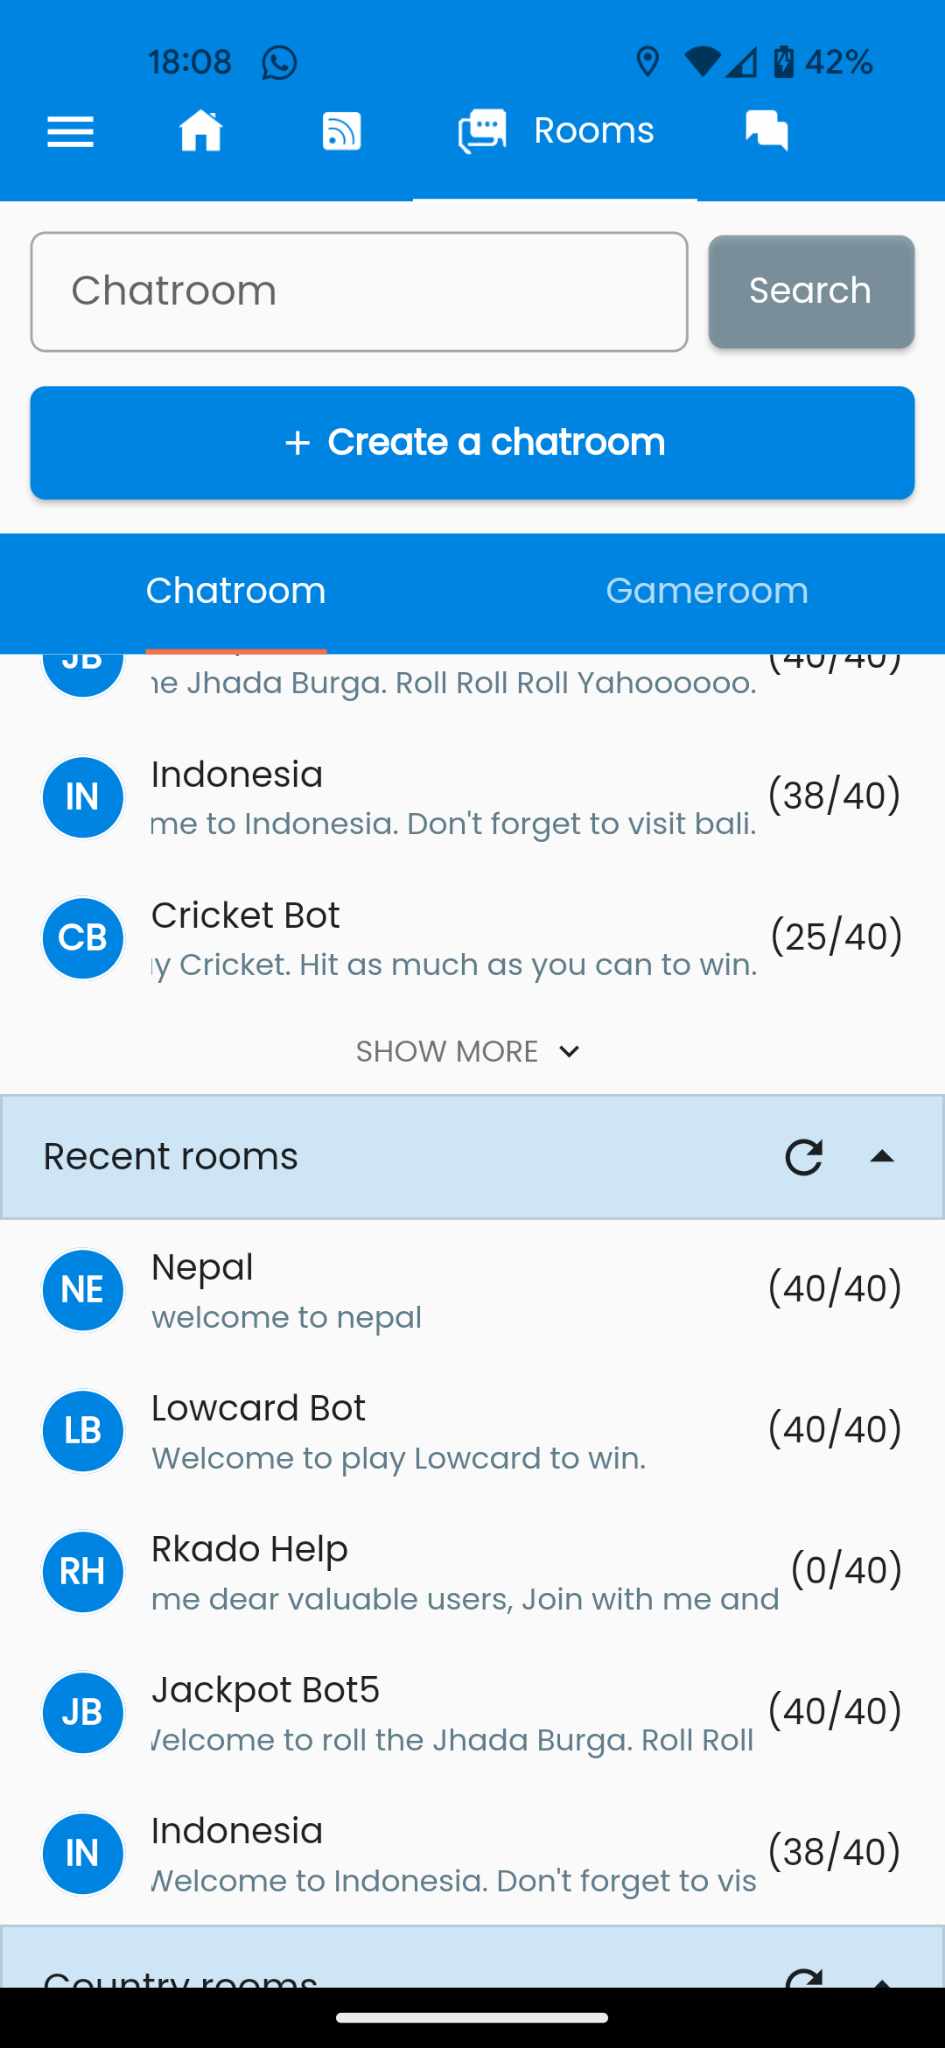 18:08 42%
Rooms
Chatroom
Search
+ Create a chatroom
Chatroom Gameroom
JB (40/40)
he Jhada Burga. Roll Roll Roll Yahoooooo.
Indonesia
IN (38/40)
me to Indonesia. Don't forget to visit bali.
Cricket Bot
CB (25/40)
y Cricket. Hit as much as you can to win.
SHOW MORE
Recent rooms
Nepal
NE (40/40)
welcome to nepal
Lowcard Bot
LB (40/40)
Welcome to play Lowcard to win.
Rkado Help
RH (0/40)
me dear valuable users, Join with me and
Jackpot Bot5
JB (40/40)
Welcome to roll the Jhada Burga. Roll Roll
Indonesia
IN (38/40)
Welcome to Indonesia. Don't forget to vis
Country rooms